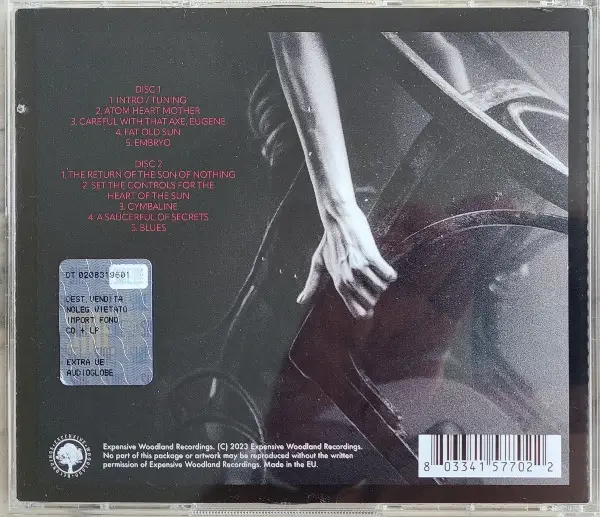 DISC 1
1. INTRO / TUNING
2. ATOM HEART MOTHER
3. CAREFUL WITH THAT AXE, EUGENE
4. FAT OLD SUN
5. EMBRYO
DISC 2
1. THE RETURN OF THE SON OF NOTHING
2. SET THE CONTROLS FOR THE
HEART OF THE SUN
3. CYMBALINE
4. A SAUCERFUL OF SECRETS
5. BLUES
DT 0208319601
DEST.VENDITA
NOLEG.VIETATO
IMPORT FONO
CD + LP
EXTRA UE
AUDIOGLOBE
Expensive Woodland Recordings. (C) 2023 Expensive Woodland Recordings.
No part of this package or artwork may be reproduced without the written
permission of Expensive Woodland Recordings. Made in the EU.
8 03341 57702 2